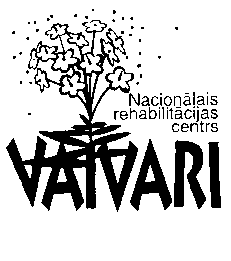 Nacionālais
rehabilitācijas
centrs
VAIVARI